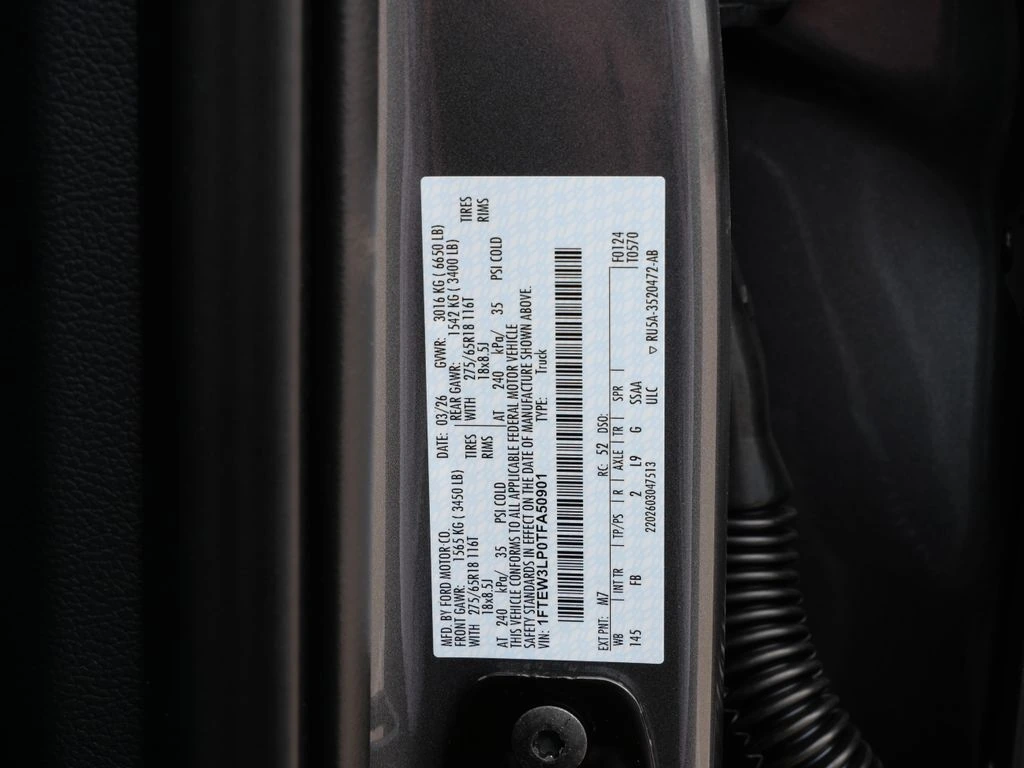 MFD. BY FORD MOTOR CO.
DATE: 03/26 GVWR: 3016 KG ( 6650 LB)
FRONT GAWR: 1565 KG ( 3450 LB)
REAR GAWR: 1542 KG ( 3400 LB)
WITH 275/65R18 116T TIRES
WITH 275/65R18 116T TIRES
18x8.5J RIMS
18x8.5J RIMS
AT 240 kPa/ 35 PSI COLD
AT 240 kPa/ 35 PSI COLD
THIS VEHICLE CONFORMS TO ALL APPLICABLE FEDERAL MOTOR VEHICLE
SAFETY STANDARDS IN EFFECT ON THE DATE OF MANUFACTURE SHOWN ABOVE.
VIN: 1FTEW3LP0TFA50901 TYPE: Truck
EXT PNT: M7 RC: 52 DSO: F0124
WB INT TR TP/PS R AXLE TR SPR T0570
145 FB 2 L9 G SSAA
2202603047513 ULC ▽ RU5A-3520472-AB